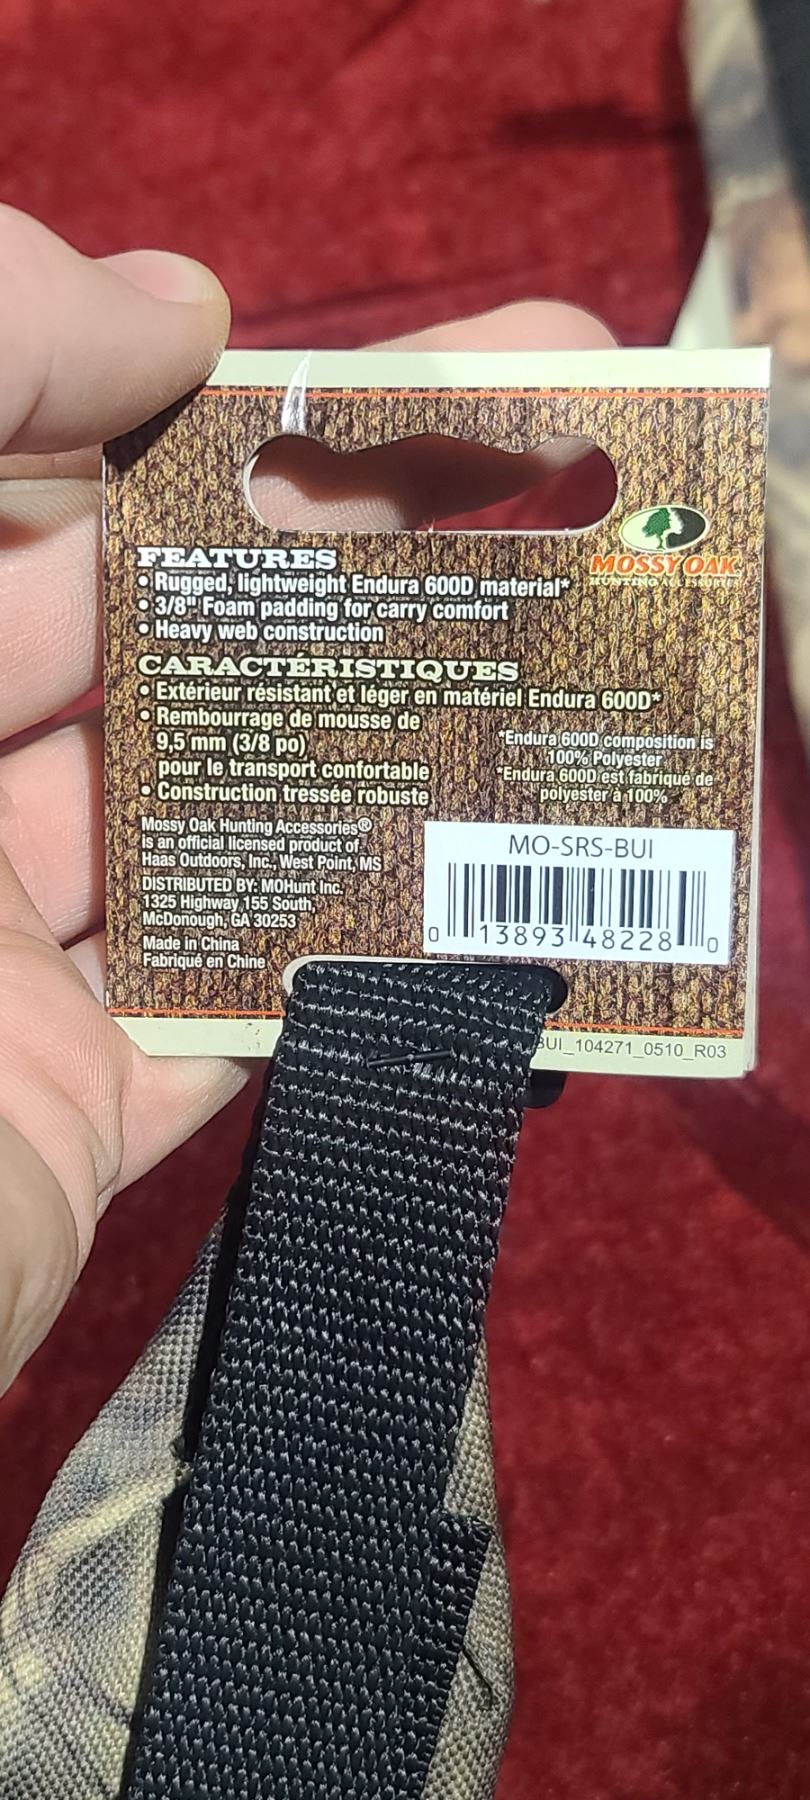 MOSSY OAK
HUNTING ACCESSORIES
FEATURES
• Rugged, lightweight Endura 600D material*
• 3/8" Foam padding for carry comfort
• Heavy web construction
CARACTÉRISTIQUES
• Extérieur résistant et léger en matériel Endura 600D*
• Rembourrage de mousse de
9,5 mm (3/8 po)
pour le transport confortable
• Construction tressée robuste
*Endura 600D composition is
100% Polyester
*Endura 600D est fabriqué de
polyester à 100%
Mossy Oak Hunting Accessories®
is an official licensed product of
Haas Outdoors, Inc., West Point, MS
DISTRIBUTED BY: MOHunt Inc.
1325 Highway 155 South,
McDonough, GA 30253
Made in China
Fabriqué en Chine
MO-SRS-BUI
0 13893 48228 0
BUI_104271_0510_R03